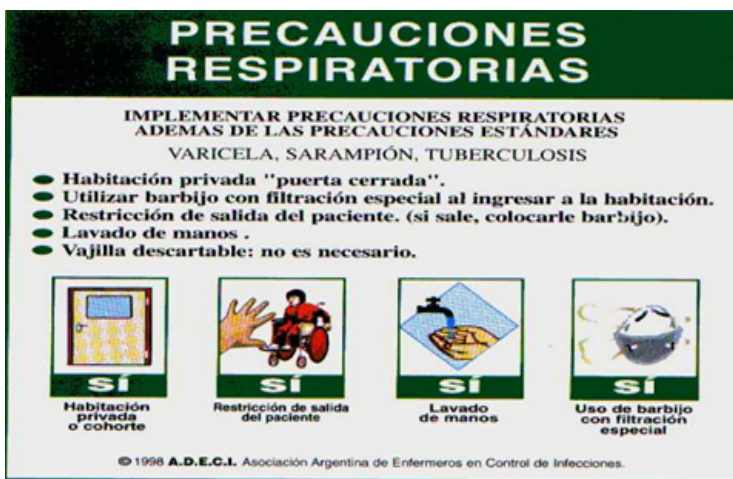 PRECAUCIONES
RESPIRATORIAS
IMPLEMENTAR PRECAUCIONES RESPIRATORIAS
ADEMAS DE LAS PRECAUCIONES ESTÁNDARES
VARICELA, SARAMPIÓN, TUBERCULOSIS
Habitación privada "puerta cerrada".
Utilizar barbijo con filtración especial al ingresar a la habitación.
Restricción de salida del paciente. (si sale, colocarle barbijo).
Lavado de manos .
Vajilla descartable: no es necesario.
SÍ
SÍ
SÍ
SÍ
Habitación
privada
o cohorte
Restricción de salida
del paciente
Lavado
de manos
Uso de barbijo
con filtración
especial
© 1998 A.D.E.C.I. Asociación Argentina de Enfermeros en Control de Infecciones.